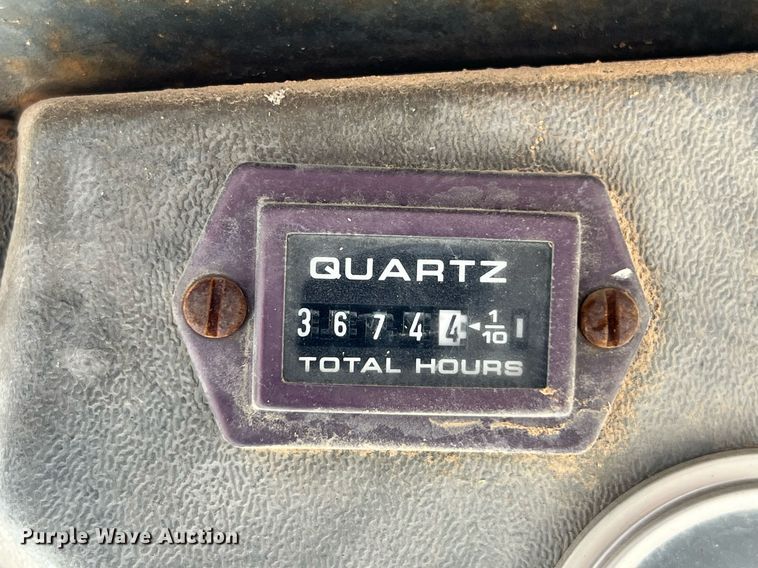 QUARTZ
3 6 7 4 4 ◄ 1/10
TOTAL HOURS
Purple Wave Auction